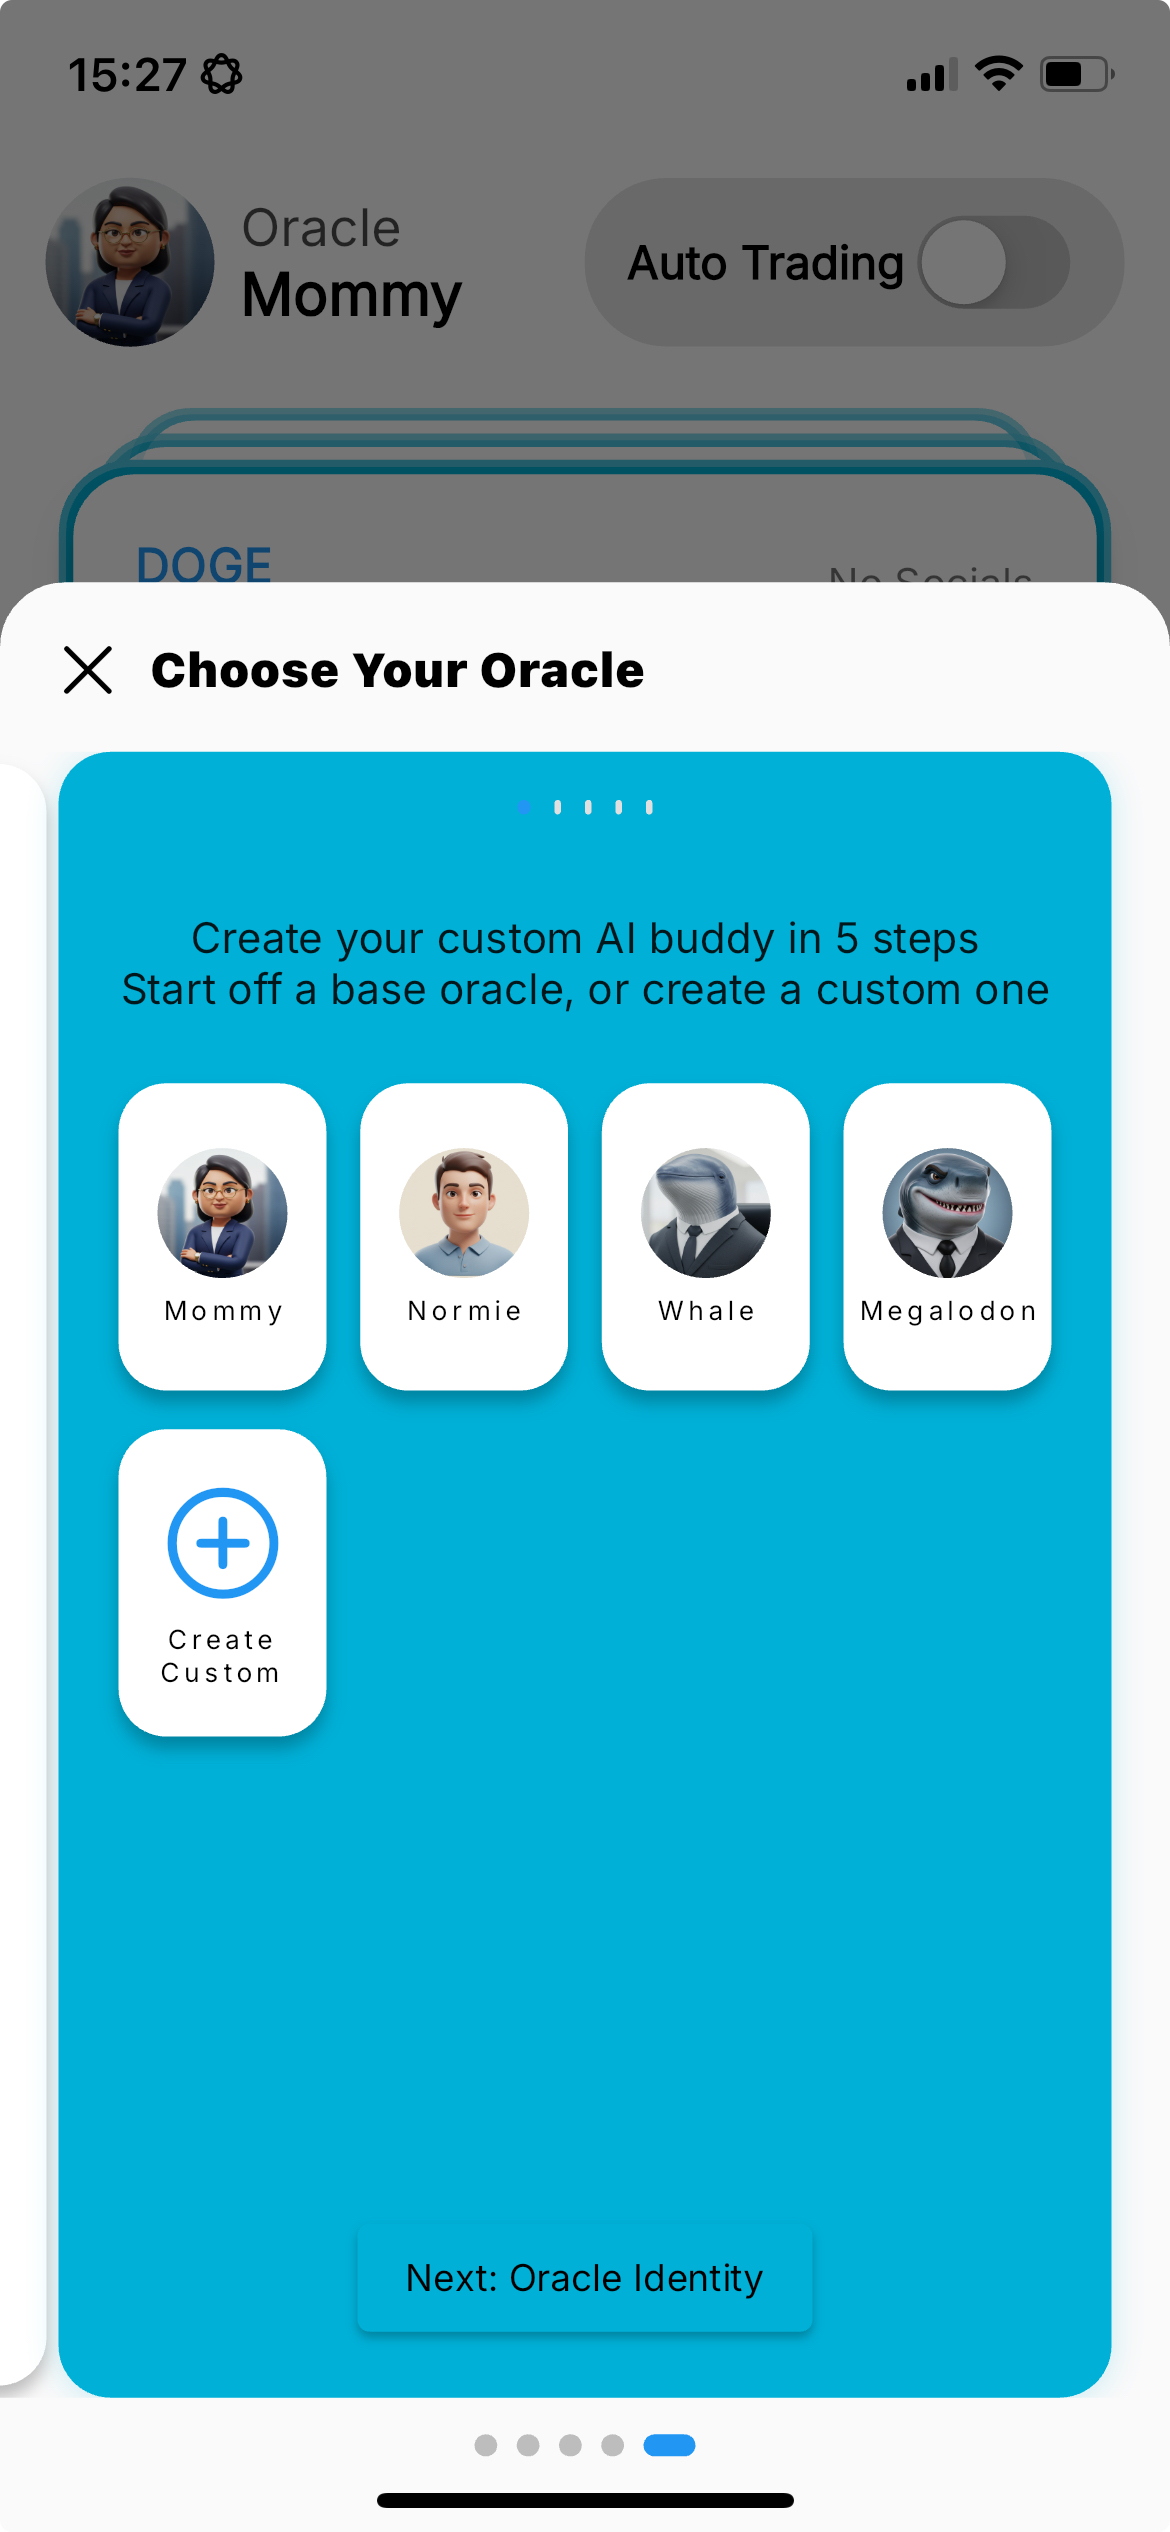 15:27
Oracle
Mommy
Auto Trading
DOGE
No Socials
Choose Your Oracle
Create your custom AI buddy in 5 steps
Start off a base oracle, or create a custom one
Mommy
Normie
Whale
Megalodon
Create
Custom
Next: Oracle Identity